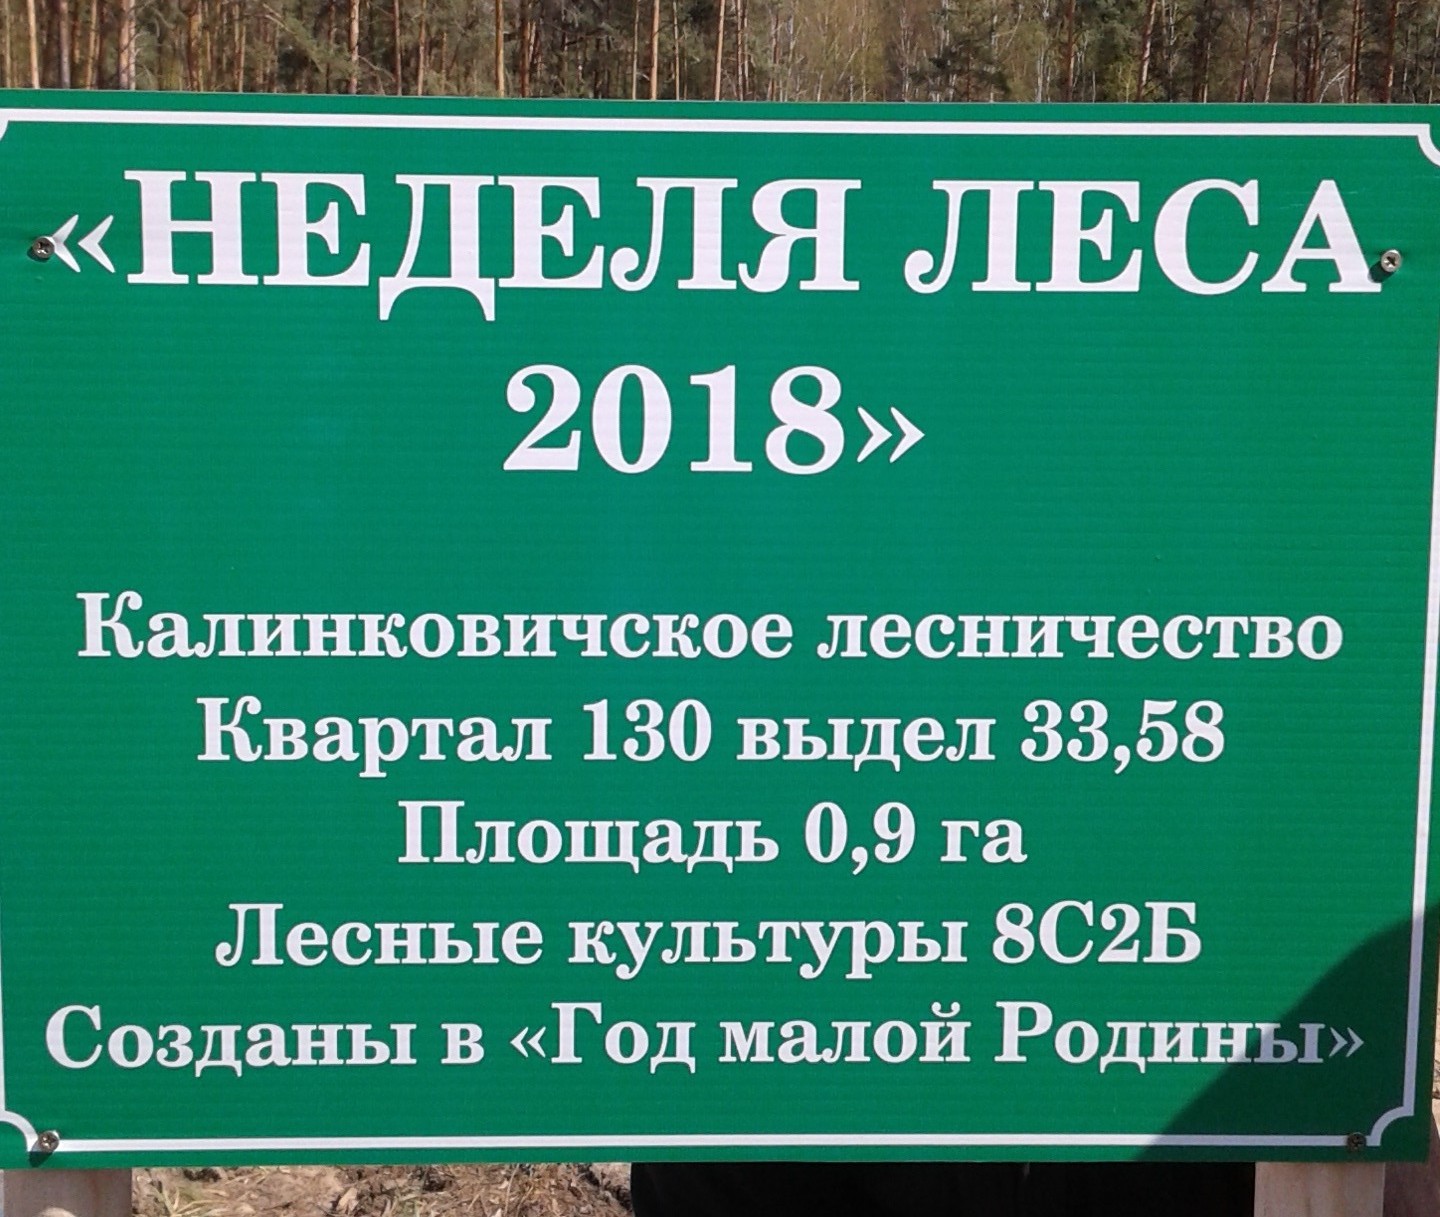 «НЕДЕЛЯ ЛЕСА
2018»
Калинковичское лесничество
Квартал 130 выдел 33,58
Площадь 0,9 га
Лесные культуры 8С2Б
Созданы в «Год малой Родины»